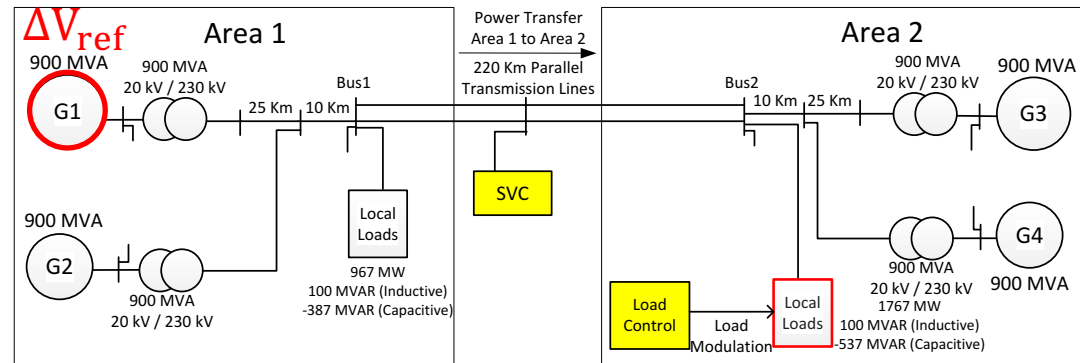 ΔVref
Area 1
900 MVA
G1
900 MVA
20 kV / 230 kV
25 Km
10 Km
Bus1
Power Transfer
Area 1 to Area 2
220 Km Parallel
Transmission Lines
SVC
Local
Loads
967 MW
100 MVAR (Inductive)
-387 MVAR (Capacitive)
900 MVA
G2
900 MVA
20 kV / 230 kV
Area 2
Bus2
10 Km
25 Km
900 MVA
20 kV / 230 kV
900 MVA
G3
G4
900 MVA
900 MVA
20 kV / 230 kV
Load
Control
Load
Modulation
Local
Loads
1767 MW
100 MVAR (Inductive)
-537 MVAR (Capacitive)